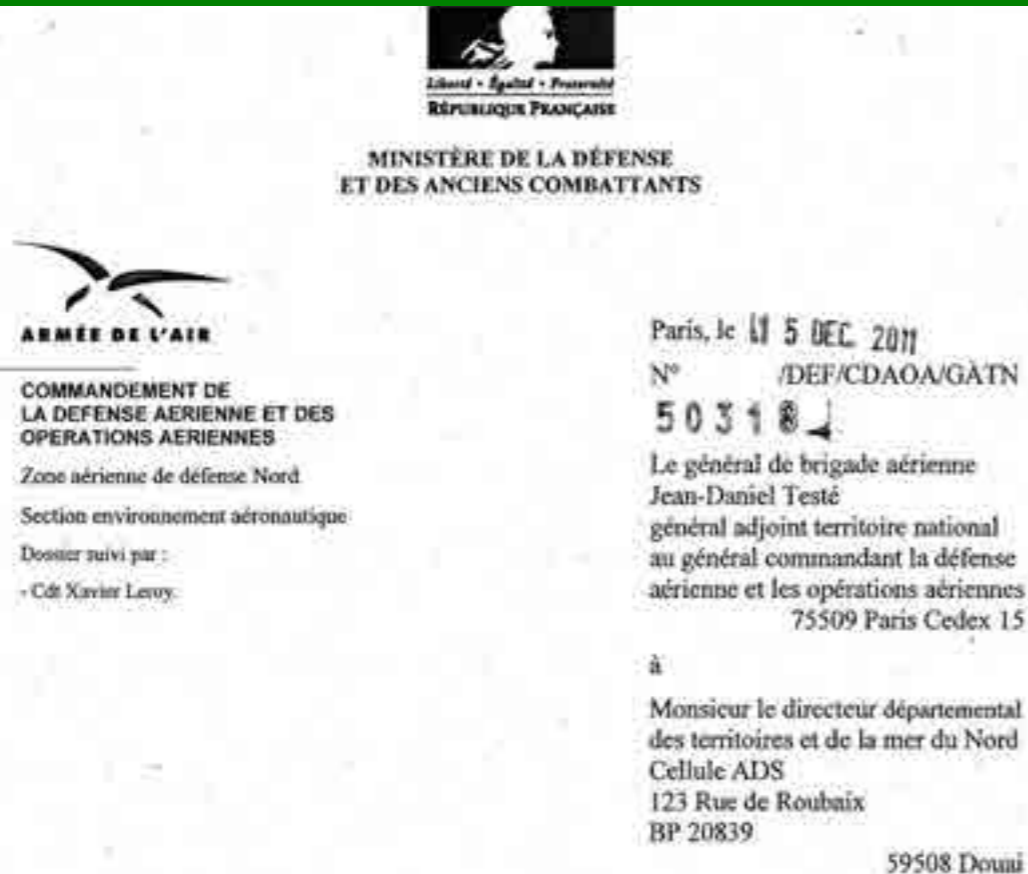 Liberté • Égalité • Fraternité
RÉPUBLIQUE FRANÇAISE
MINISTÈRE DE LA DÉFENSE
ET DES ANCIENS COMBATTANTS
ARMÉE DE L'AIR
COMMANDEMENT DE
LA DEFENSE AERIENNE ET DES
OPERATIONS AERIENNES
Zone aérienne de défense Nord
Section environnement aéronautique
Dossier suivi par :
- Cdt Xavier Leroy.
Paris, le 15 DEC. 2011
N° /DEF/CDAOA/GATN
Le général de brigade aérienne
Jean-Daniel Testé
général adjoint territoire national
au général commandant la défense
aérienne et les opérations aériennes
75509 Paris Cedex 15
à
Monsieur le directeur départemental
des territoires et de la mer du Nord
Cellule ADS
123 Rue de Roubaix
BP 20839
59508 Douai